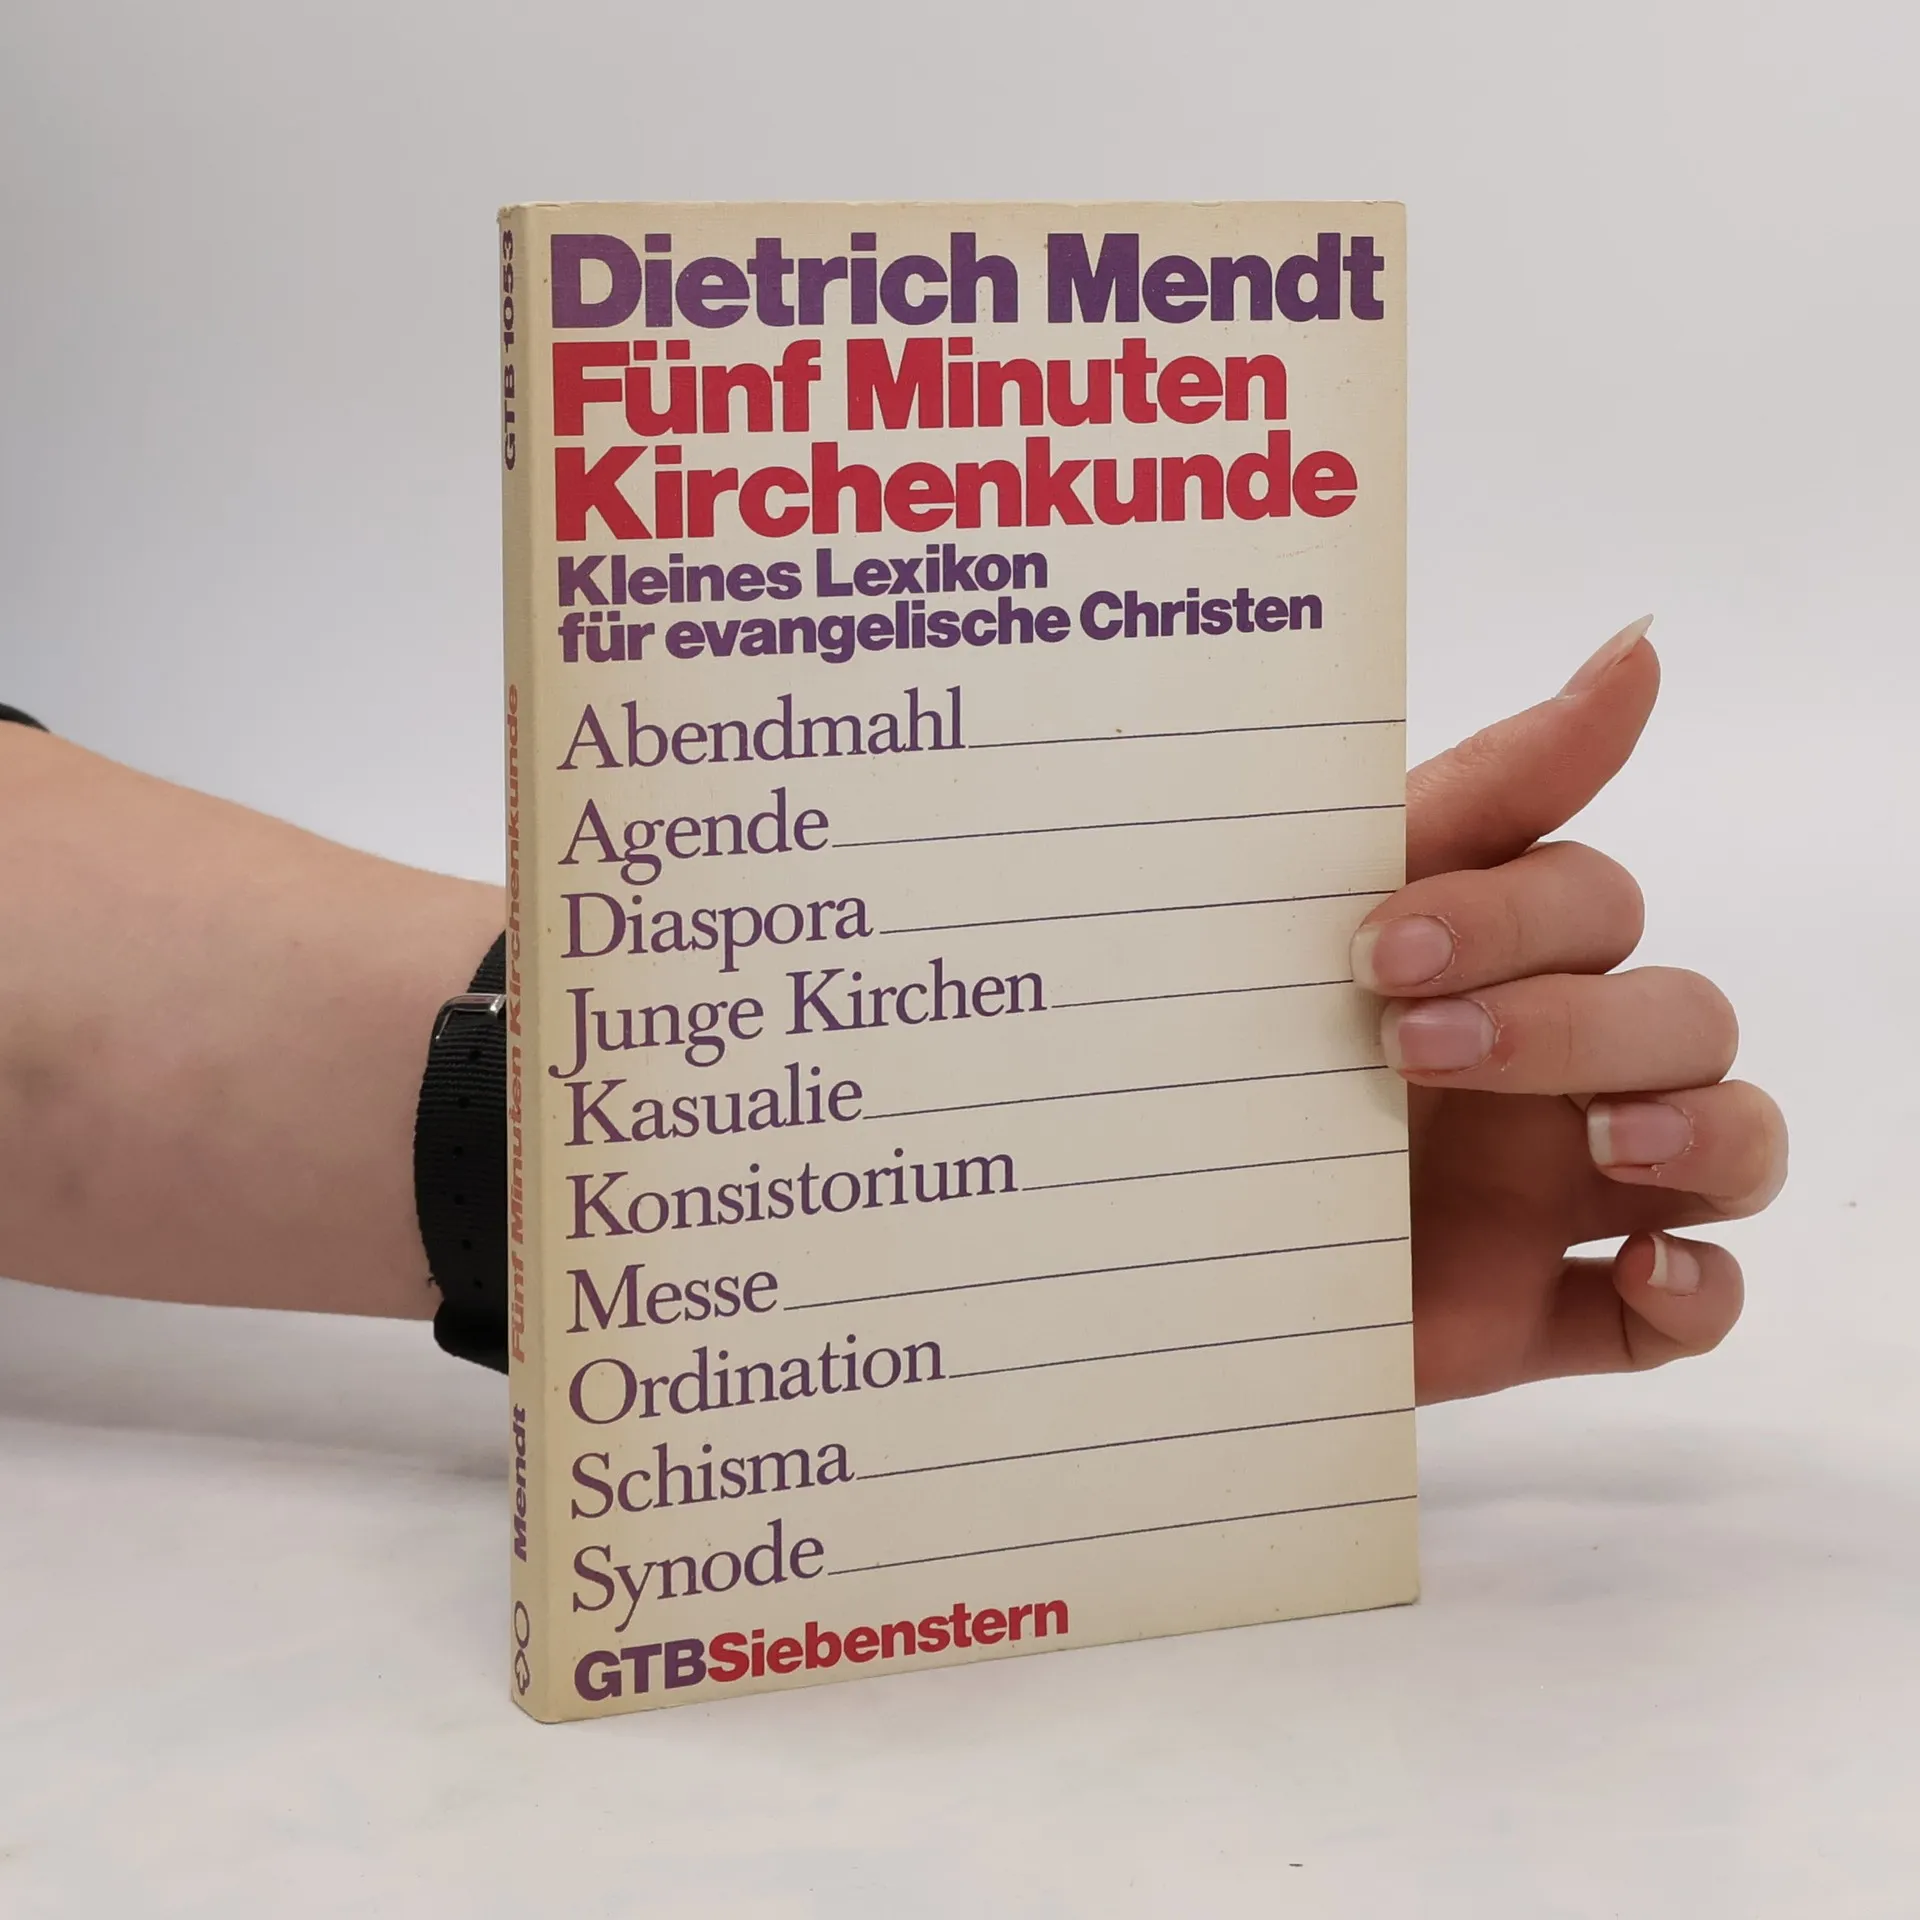 Dietrich Mendt
Fünf Minuten
Kirchenkunde
Kleines Lexikon
für evangelische Christen
Abendmahl
Agende
Diaspora
Junge Kirchen
Kasualie
Konsistorium
Messe
Ordination
Schisma
Synode
GTBSiebenstern
Mendt Fünf Minuten Kirchenkunde GTB 1053